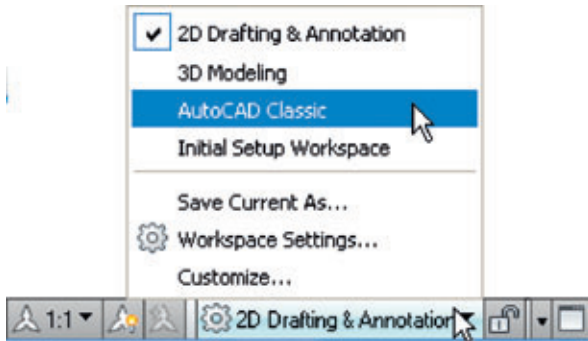 2D Drafting & Annotation
3D Modeling
AutoCAD Classic
Initial Setup Workspace
Save Current As...
Workspace Settings...
Customize...
1:1 2D Drafting & Annotation